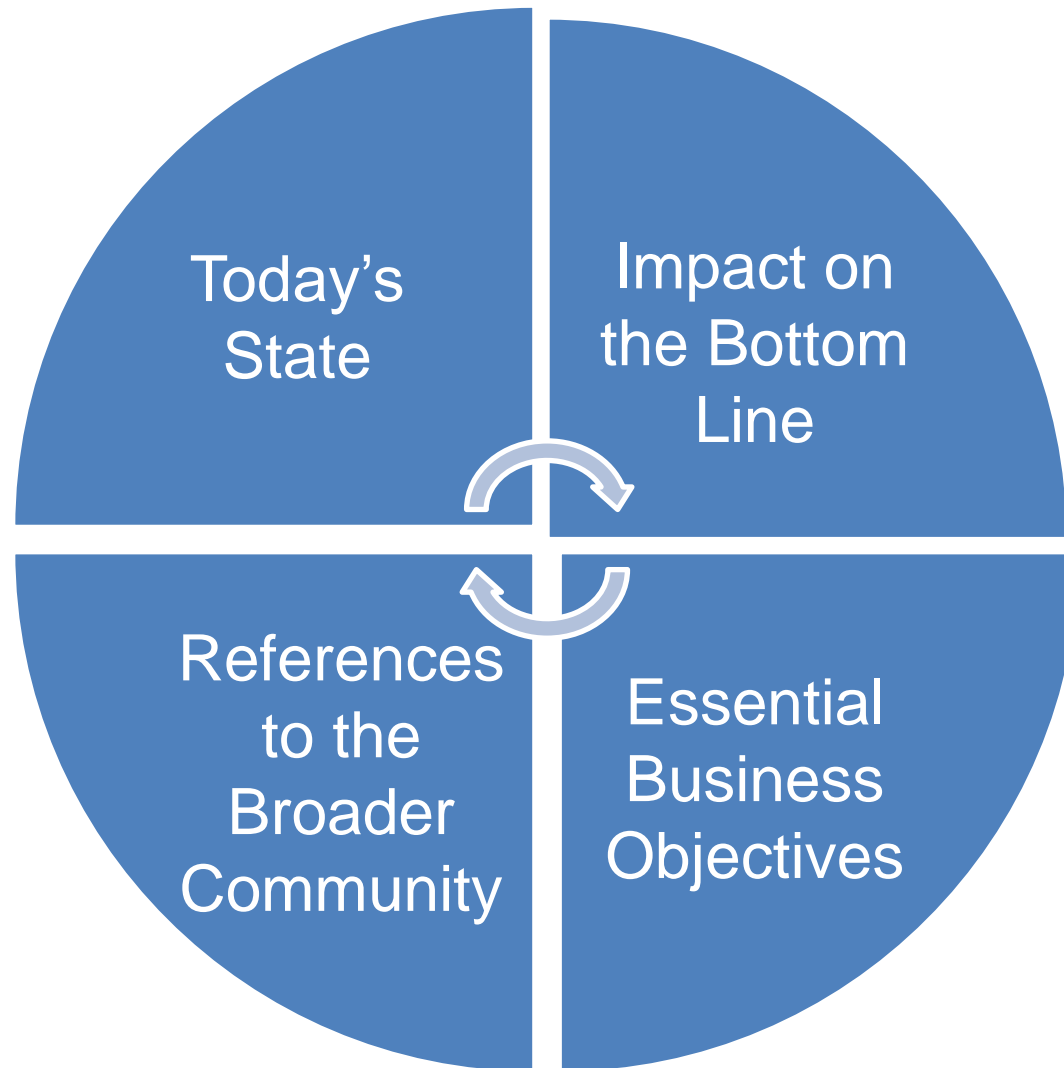 Today’s
State
Impact on
the Bottom
Line
References
to the
Broader
Community
Essential
Business
Objectives